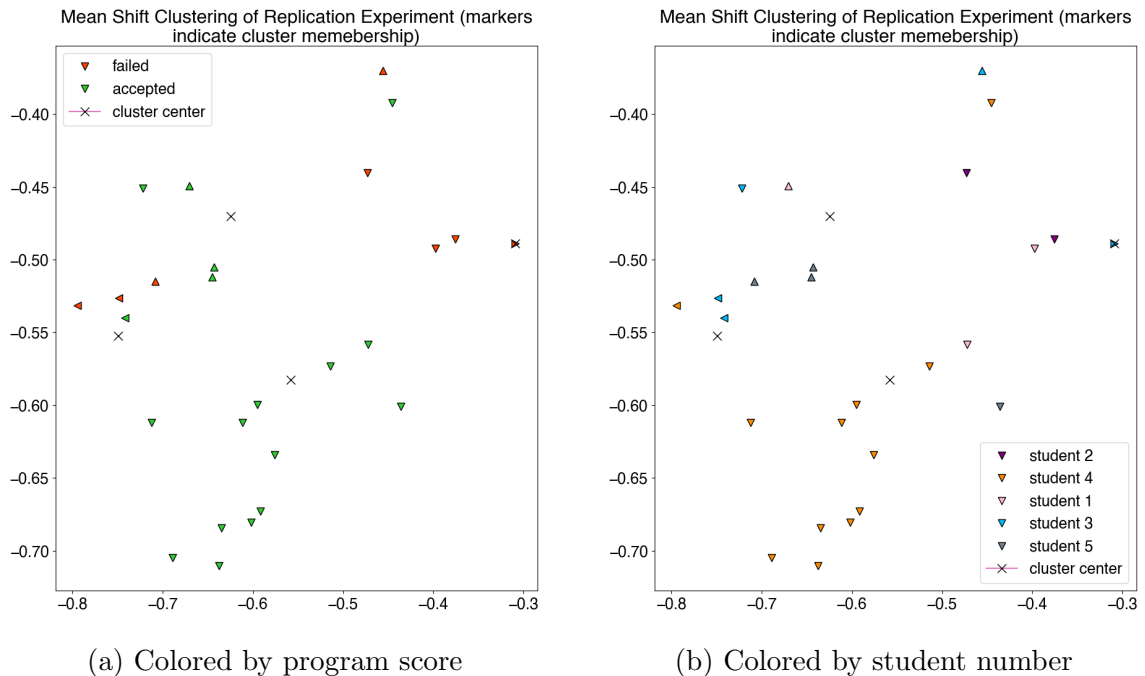 Mean Shift Clustering of Replication Experiment (markers
indicate cluster memebership)
failed
accepted
cluster center
−0.40
−0.45
−0.50
−0.55
−0.60
−0.65
−0.70
−0.8 −0.7 −0.6 −0.5 −0.4 −0.3
(a) Colored by program score
Mean Shift Clustering of Replication Experiment (markers
indicate cluster memebership)
−0.40
−0.45
−0.50
−0.55
−0.60
−0.65
−0.70
student 2
student 4
student 1
student 3
student 5
cluster center
−0.8 −0.7 −0.6 −0.5 −0.4 −0.3
(b) Colored by student number